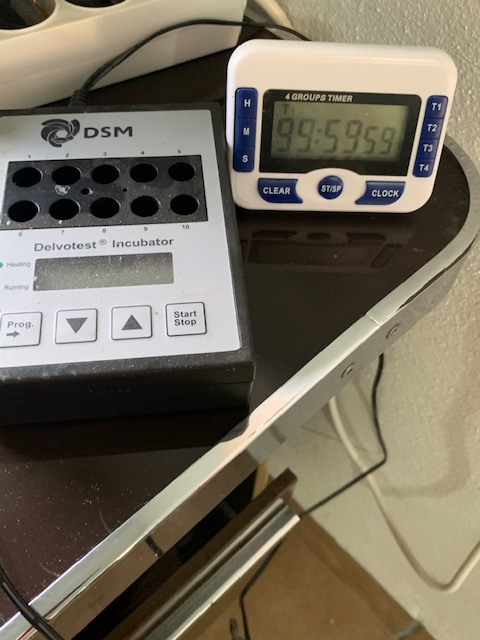 4 GROUPS TIMER
T1
99:59 59
H
M
S
T1
T2
T3
T4
CLEAR
ST/SP
CLOCK
DSM
1 2 3 4 5
6 7 8 9 10
Delvotest® Incubator
Heating
Running
Prog.
Start
Stop